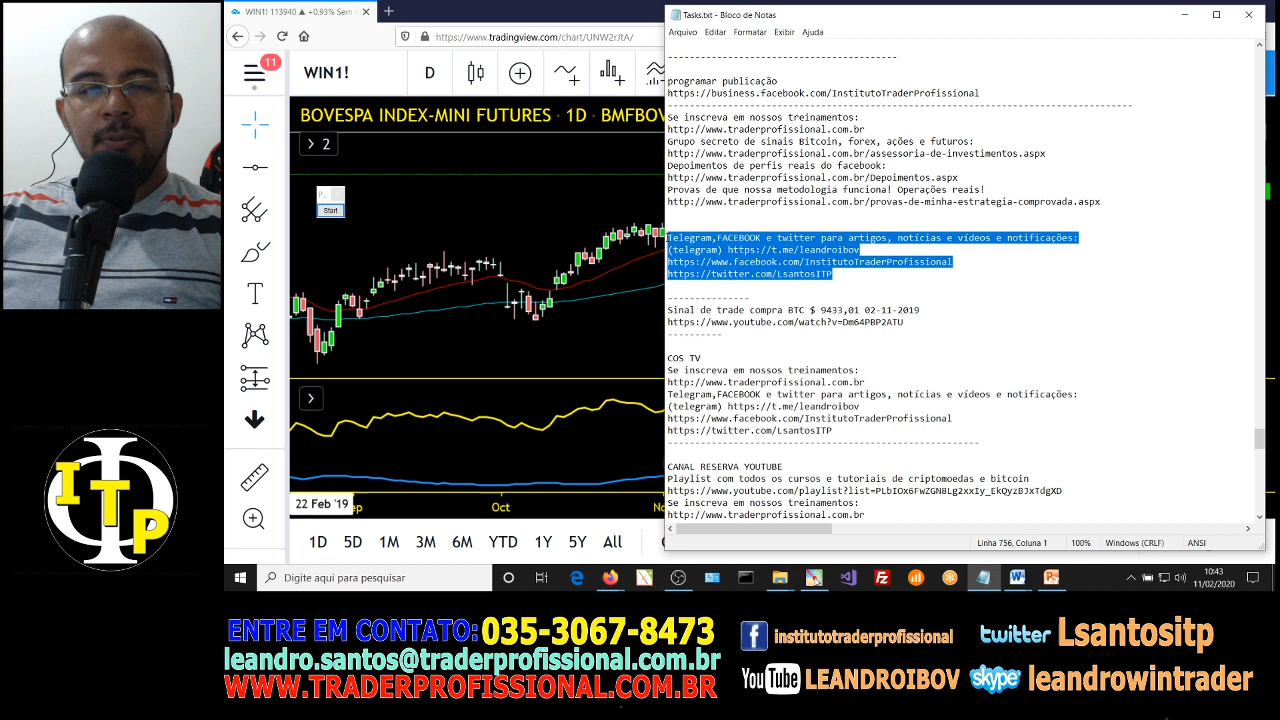 WIN1! 113940 ▲ +0.93% Sem
https://www.tradingview.com/chart/UNW2rJtA/
11
WIN1!
D
BOVESPA INDEX-MINI FUTURES · 1D · BMFBOV
2
P...
Start
22 Feb '19
ep
Oct
No
1D 5D 1M 3M 6M YTD 1Y 5Y All
Tasks.txt - Bloco de Notas
Arquivo Editar Formatar Exibir Ajuda
--------------------------------------
programar publicação
https://business.facebook.com/InstitutoTraderProfissional
------------------------------------------------------------------------------
Se inscreva em nossos treinamentos:
http://www.traderprofissional.com.br
Grupo secreto de sinais Bitcoin, forex, ações e futuros:
http://www.traderprofissional.com.br/assessoria-de-investimentos.aspx
Depoimentos de perfis reais do facebook:
http://www.traderprofissional.com.br/Depoimentos.aspx
Provas de que nossa metodologia funciona! Operações reais!
http://www.traderprofissional.com.br/provas-de-minha-estrategia-comprovada.aspx
Telegram,FACEBOOK e twitter para artigos, notícias e vídeos e notificações:
(telegram) https://t.me/leandroibov
https://www.facebook.com/InstitutoTraderProfissional
https://twitter.com/LsantosITP
---------------
Sinal de trade compra BTC $ 9433,01 02-11-2019
https://www.youtube.com/watch?v=Dm64PBP2ATU
----------
COS TV
Se inscreva em nossos treinamentos:
http://www.traderprofissional.com.br
Telegram,FACEBOOK e twitter para artigos, notícias e vídeos e notificações:
(telegram) https://t.me/leandroibov
https://www.facebook.com/InstitutoTraderProfissional
https://twitter.com/LsantosITP
----------------------------------------------------
CANAL RESERVA YOUTUBE
Playlist com todos os cursos e tutoriais de criptomoedas e bitcoin
https://www.youtube.com/playlist?list=PLbIOx6FwZGN8Lg2xxIy_EkQyzBJxTdgXD
Se inscreva em nossos treinamentos:
http://www.traderprofissional.com.br
Linha 756, Coluna 1 100% Windows (CRLF) ANSI
Digite aqui para pesquisar
10:43
11/02/2020
ITP
ENTRE EM CONTATO: 035-3067-8473
leandro.santos@traderprofissional.com.br
WWW.TRADERPROFISSIONAL.COM.BR
institutotraderprofissional
twitter Lsantositp
YouTube LEANDROIBOV
skype leandrowintrader